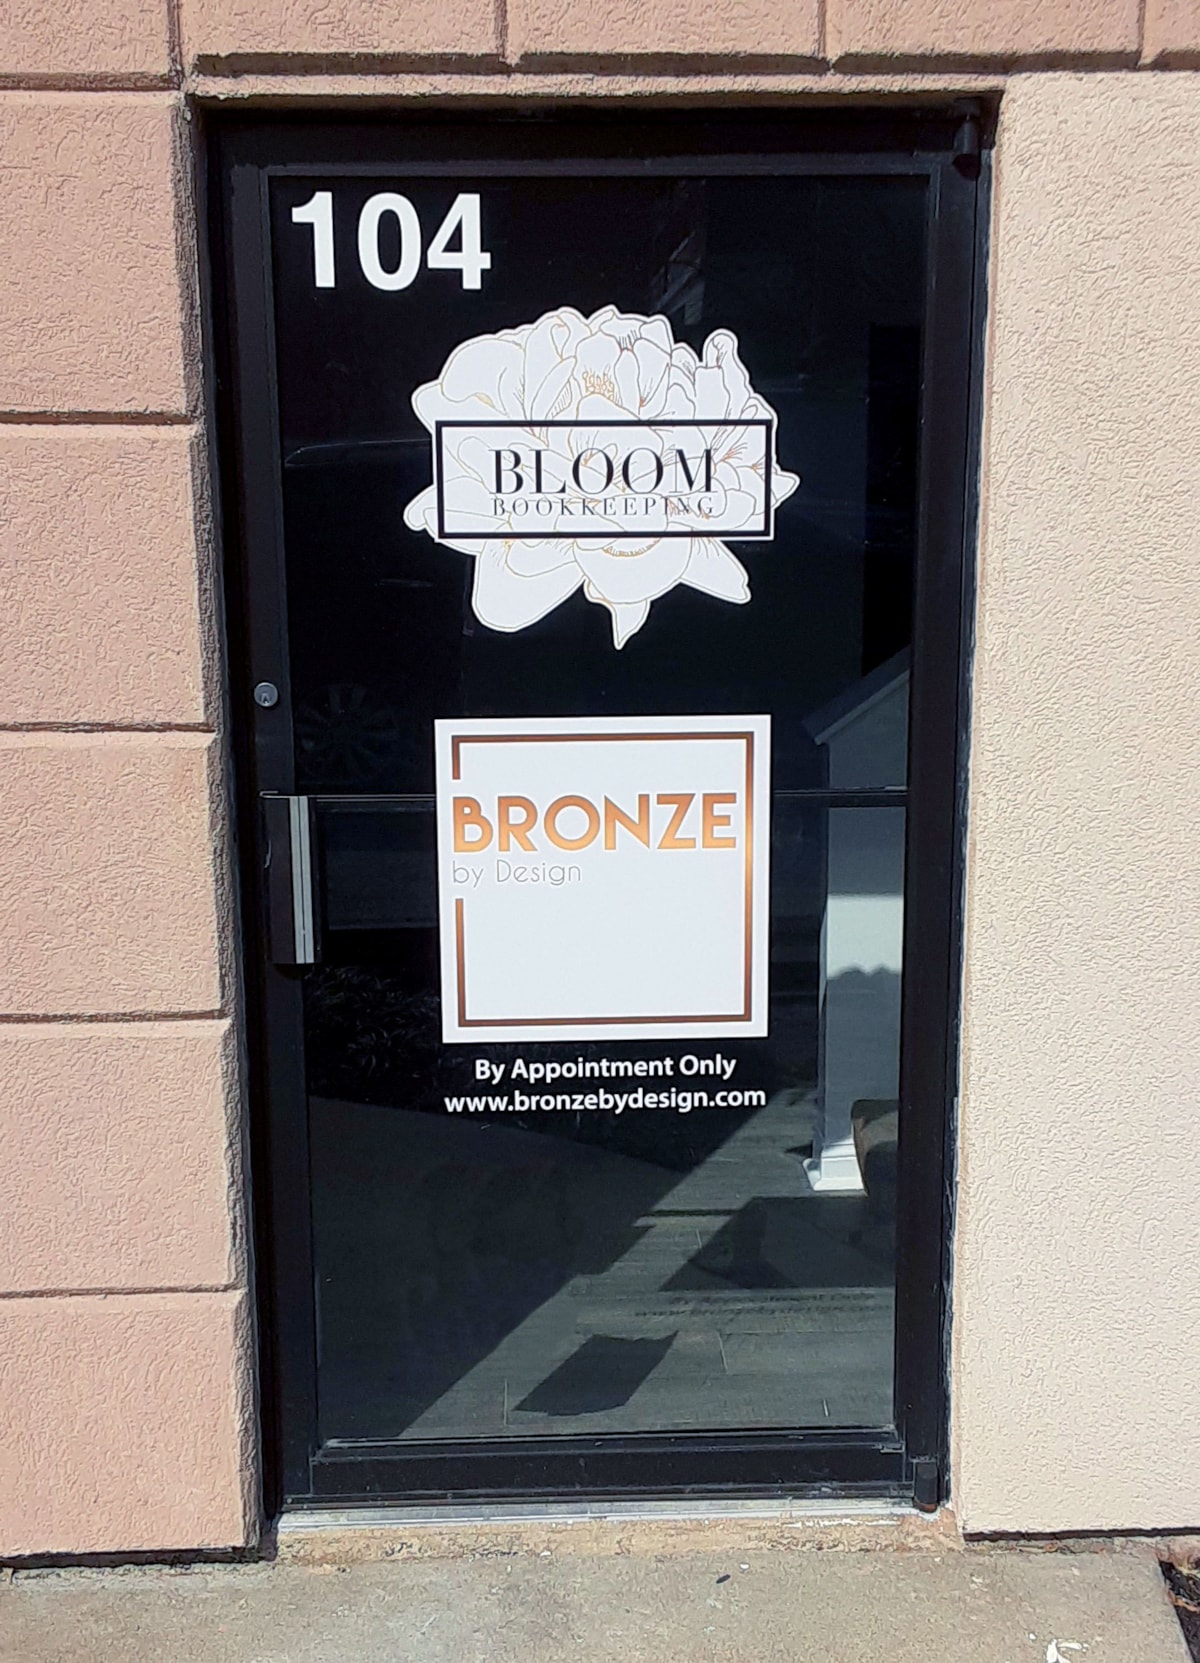 104
BLOOM
BOOKKEEPING
BRONZE
by Design
By Appointment Only
www.bronzebydesign.com